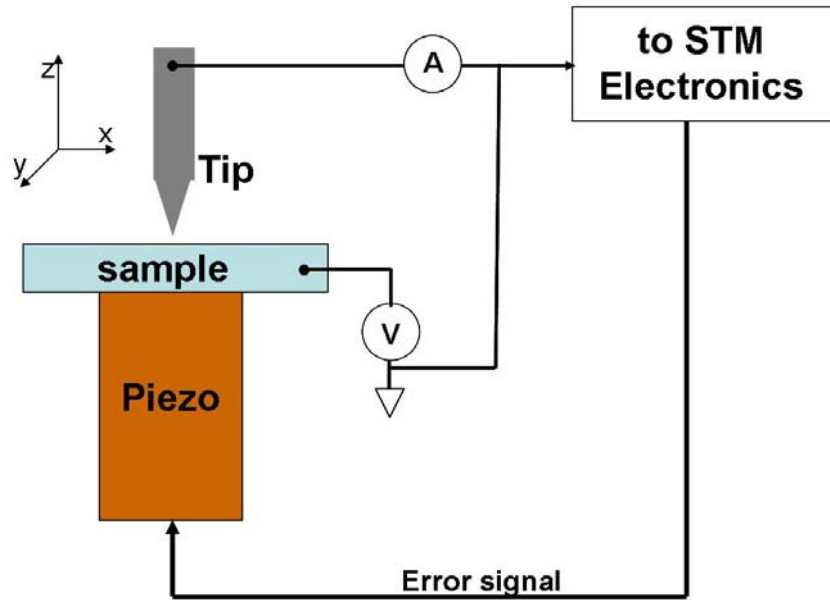 to STM
Electronics
A
z
x
y
Tip
sample
V
Piezo
Error signal